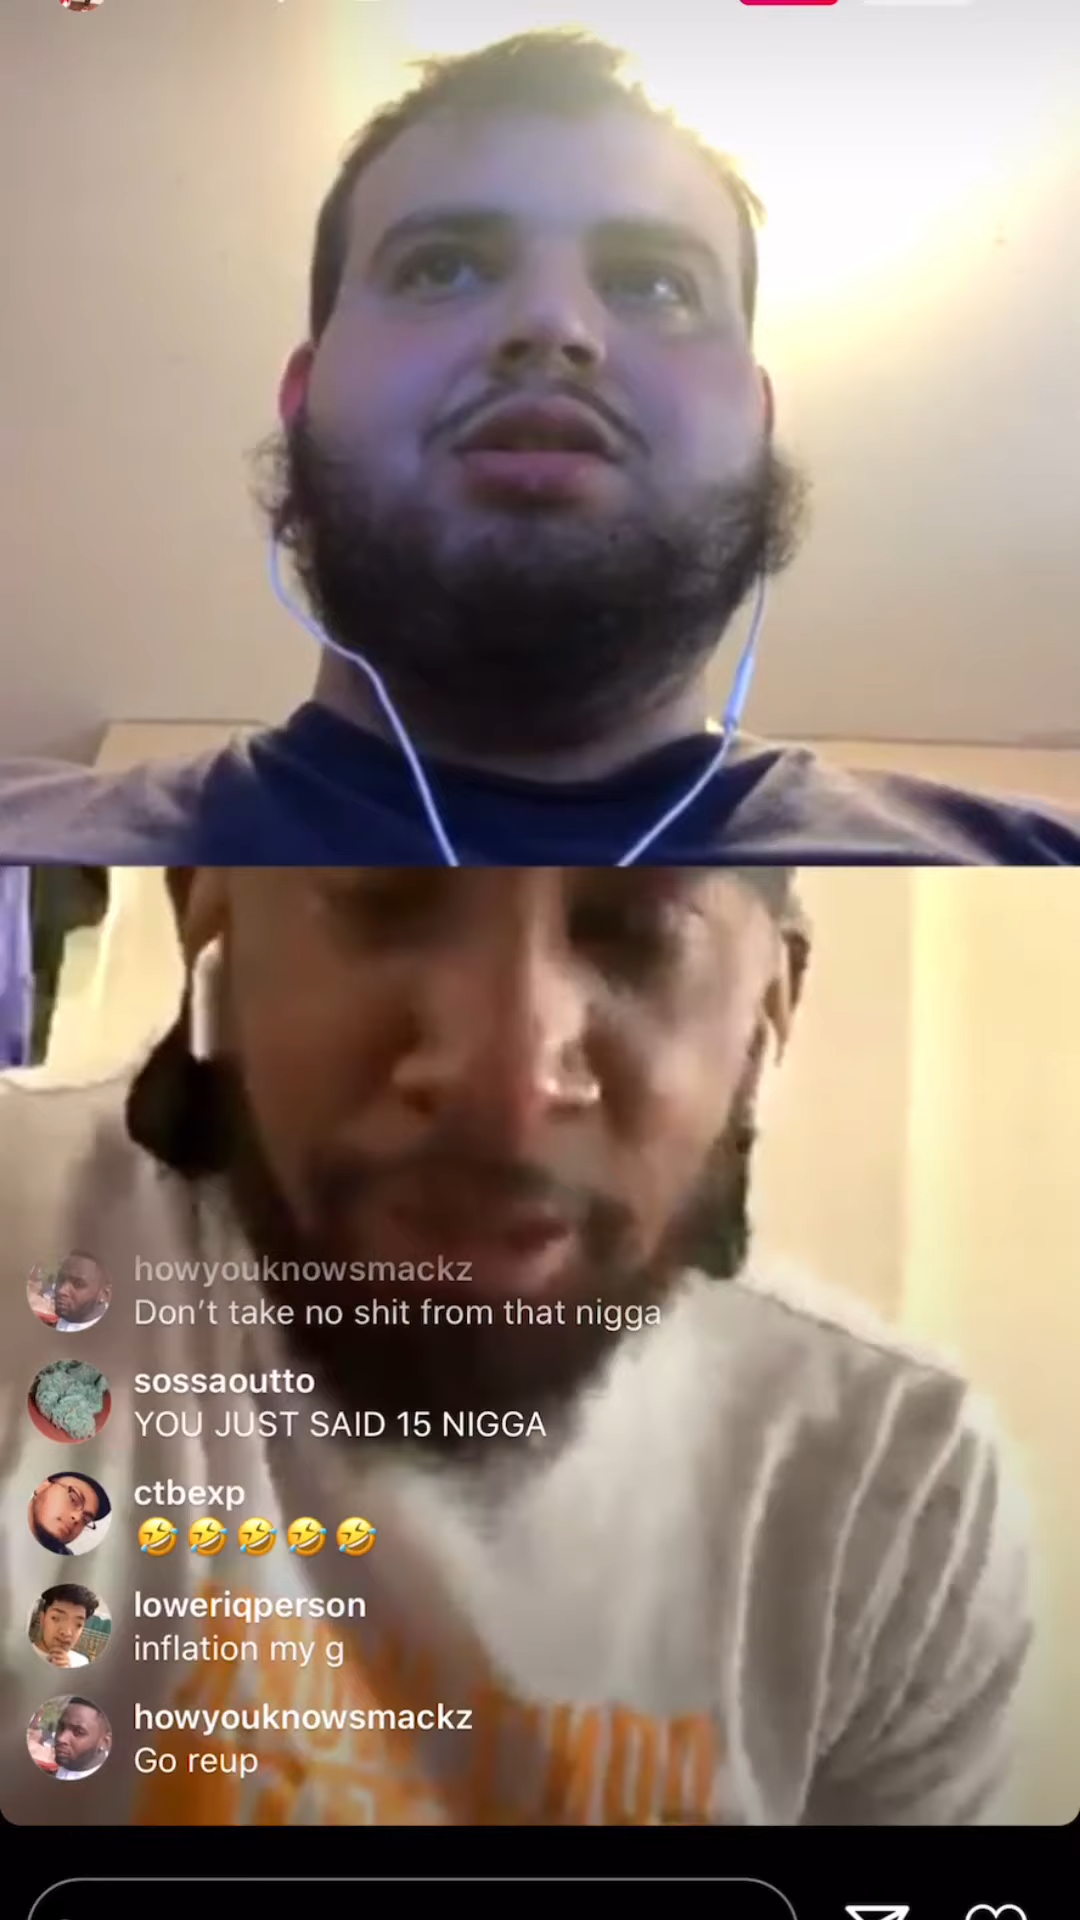 howyouknowsmackz
Don't take no shit from that nigga
sossaoutto
YOU JUST SAID 15 NIGGA
ctbexp
🤣🤣🤣🤣🤣
loweriqperson
inflation my g
howyouknowsmackz
Go reup